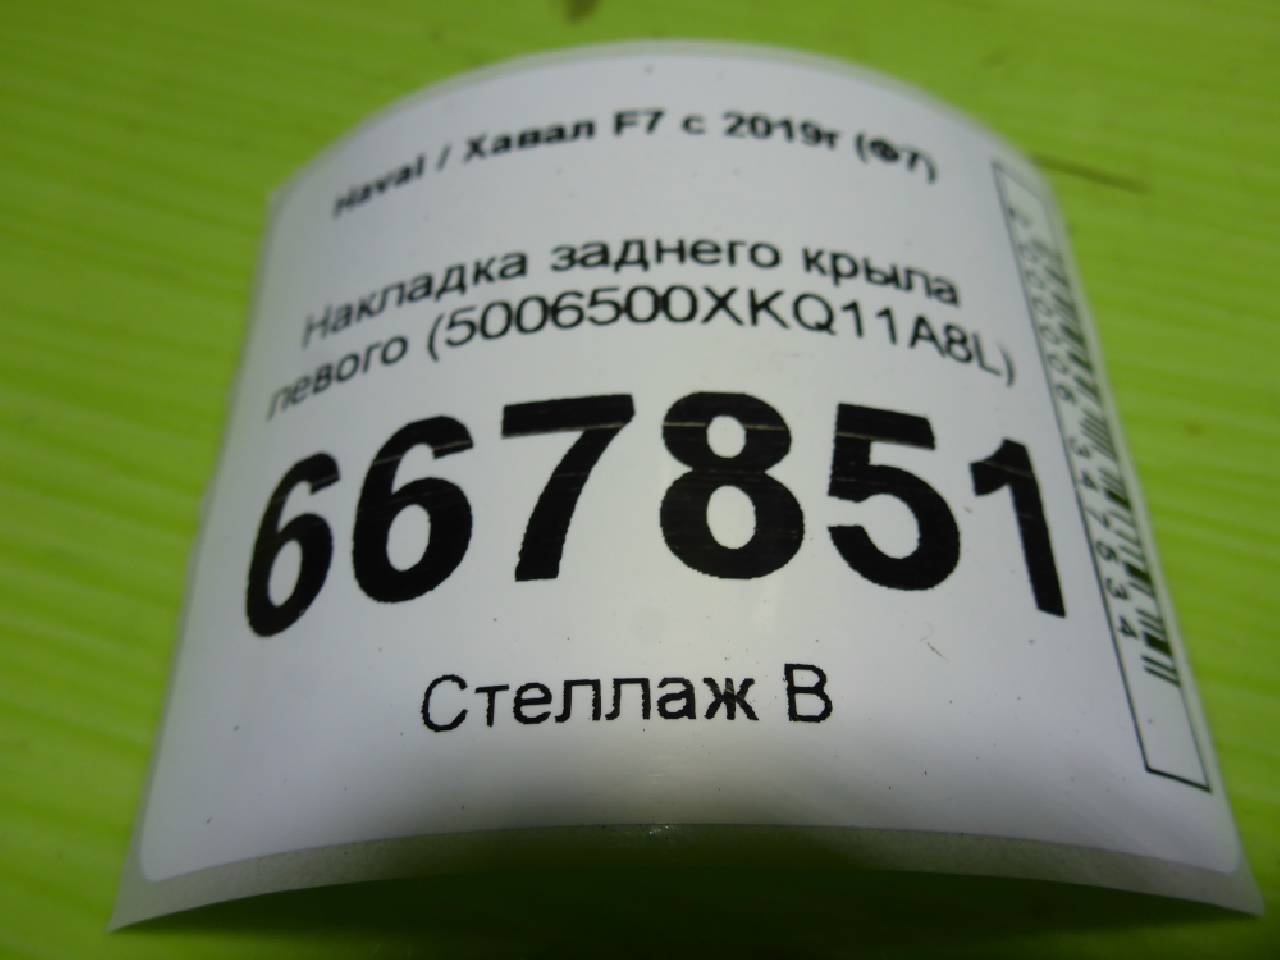 Haval / Хавал F7 с 2019г (Ф7)
Накладка заднего крыла
левого (5006500XKQ11A8L)
667851
Стеллаж В